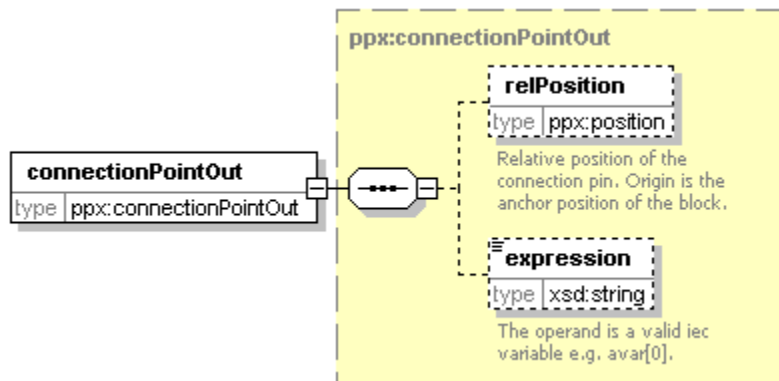 ppx:connectionPointOut
relPosition
type ppx:position
Relative position of the
connection pin. Origin is the
anchor position of the block.
connectionPointOut
type ppx:connectionPointOut
expression
type xsd:string
The operand is a valid iec
variable e.g. avar[0].